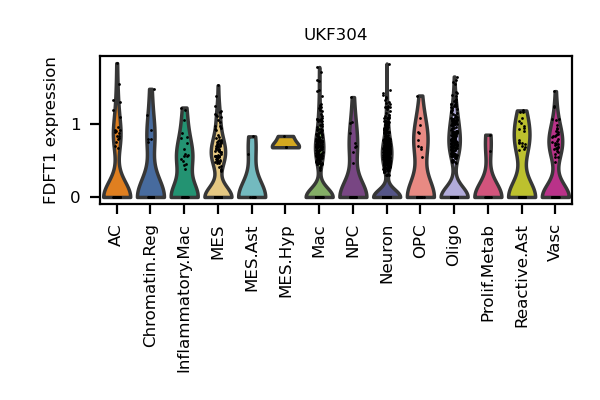 UKF304
FDFT1 expression
1
0
AC
Chromatin.Reg
Inflammatory.Mac
MES
MES.Ast
MES.Hyp
Mac
NPC
Neuron
OPC
Oligo
Prolif.Metab
Reactive.Ast
Vasc